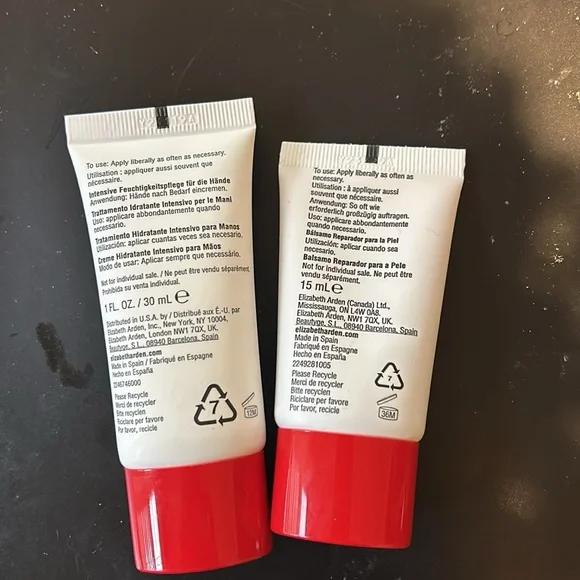 To use: Apply liberally as often as necessary.
Utilisation : appliquer aussi souvent que
nécessaire.
Intensive Feuchtigkeitspflege für die Hände
Anwendung: Hände nach Bedarf eincremen.
Trattamento Idratante Intensivo per le Mani
Uso: applicare abbondantemente quando
necessario.
Tratamiento Hidratante Intensivo para Manos
Utilización: aplicar cuantas veces sea necesario.
Creme Hidratante Intensivo para Mãos
Modo de usar: Aplicar sempre que necessário.
Not for individual sale. / Ne peut être vendu séparément.
Prohibida su venta individual.
1 FL. OZ. / 30 mL ℮
Distributed in U.S.A. by / Distribué aux É.-U. par
Elizabeth Arden, Inc., New York, NY 10004,
Elizabeth Arden, London NW1 7QX, UK.
Beautyge, S.L., 08940 Barcelona, Spain
elizabetharden.com
Made in Spain / Fabriqué en Espagne
Hecho en España
2246746000
Please Recycle
Merci de recycler
Bitte recyclen
Riciclare per favore
Por favor, recicle
7
12M
To use: Apply liberally as often as
necessary.
Utilisation : à appliquer aussi
souvent que nécessaire.
Anwendung: So oft wie
erforderlich großzügig auftragen.
Uso: applicare abbondantemente
quando necessario.
Bálsamo Reparador para la Piel
Utilización: aplicar cuando sea
necesario.
Bálsamo Reparador para a Pele
Not for individual sale. Ne peut être
vendu séparément.
15 mL ℮
Elizabeth Arden (Canada) Ltd.,
Mississauga, ON L4W 0A8.
Elizabeth Arden, NW1 7QX, UK.
Beautyge, S.L., 08940 Barcelona, Spain
elizabetharden.com
Made in Spain
Fabriqué en Espagne
Hecho en España
2249281005
Please Recycle
Merci de recycler
Bitte recyclen
Riciclare per favore
Por favor, recicle
7
36M